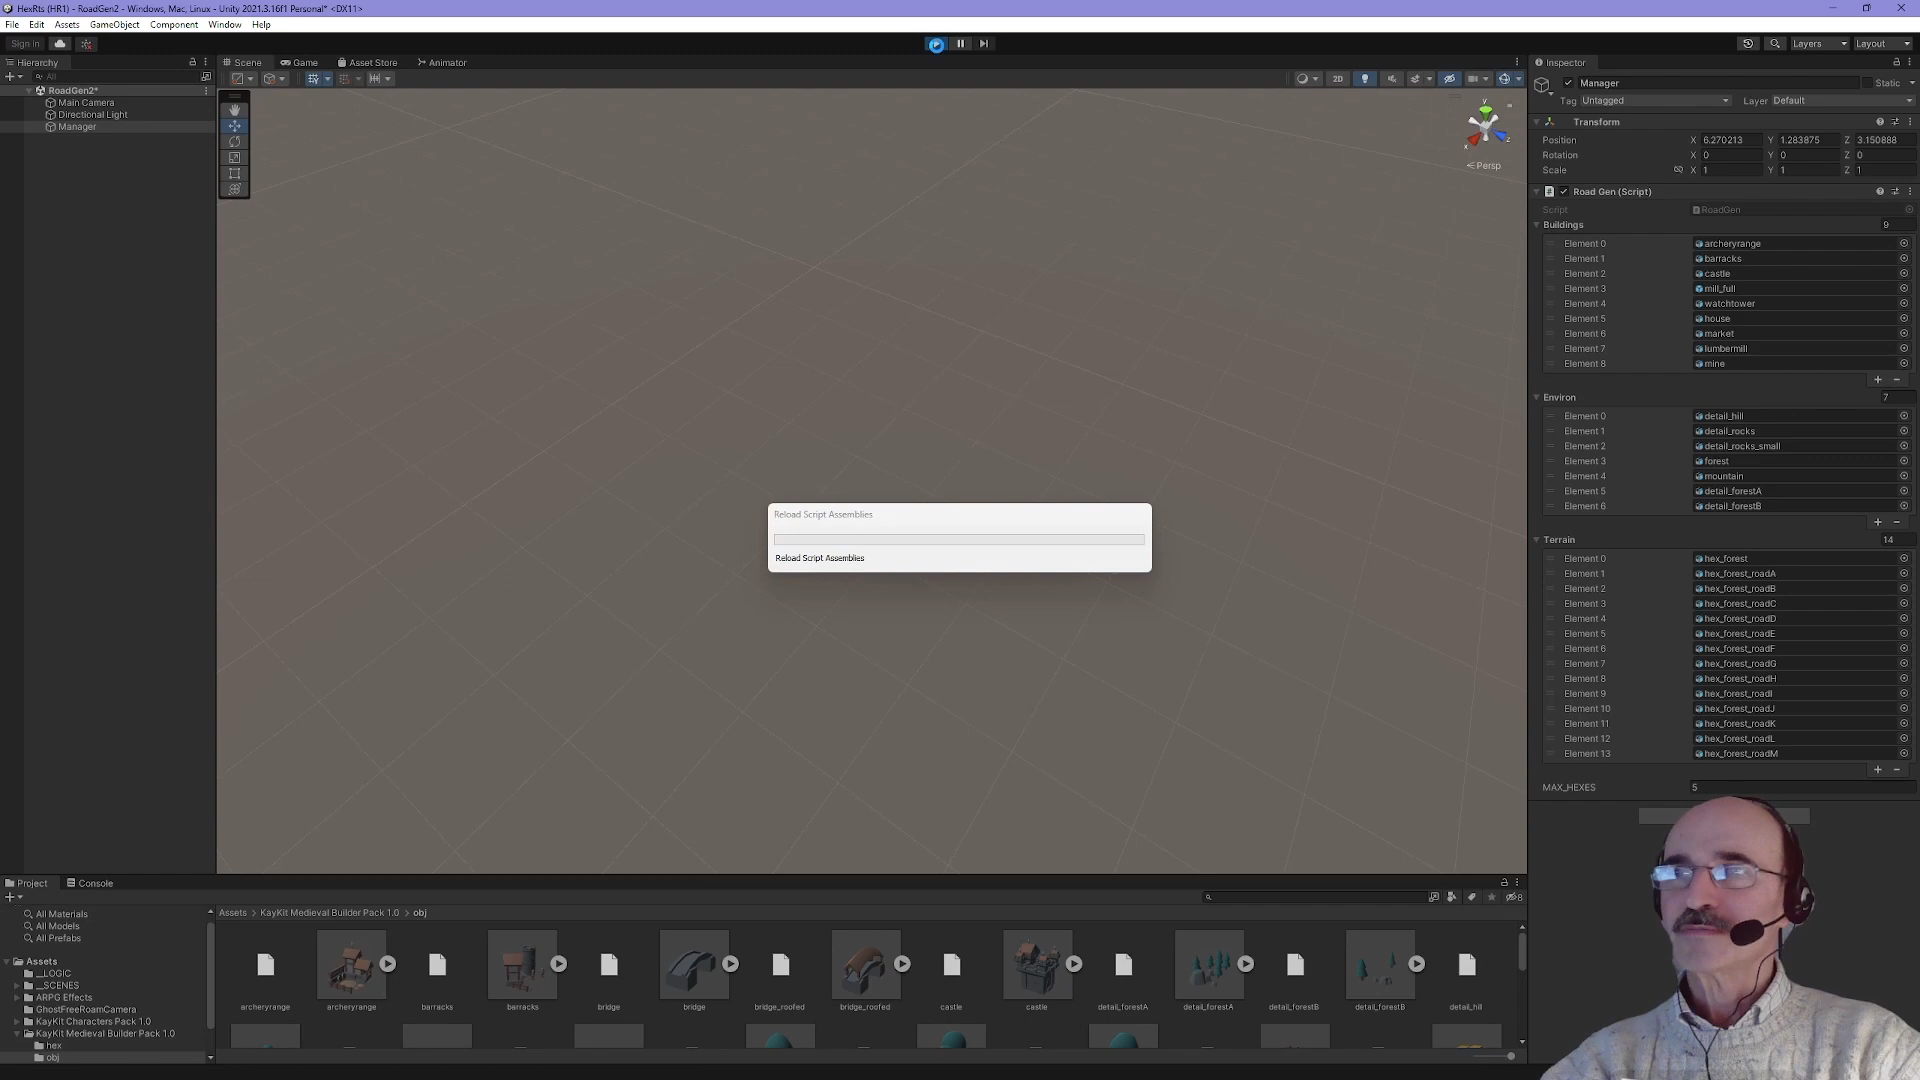 HexRts (HR1) - RoadGen2 - Windows, Mac, Linux - Unity 2021.3.16f1 Personal* <DX11>
File Edit Assets GameObject Component Window Help
Sign in
Layers Layout
Hierarchy
All
RoadGen2*
Main Camera
Directional Light
Manager
Scene Game Asset Store Animator
2D
y
x
z
Persp
Reload Script Assemblies
Reload Script Assemblies
Inspector
Manager Static
Tag Untagged Layer Default
Transform
Position X 6.270213 Y 1.283875 Z 3.150888
Rotation X 0 Y 0 Z 0
Scale X 1 Y 1 Z 1
Road Gen (Script)
Script RoadGen
Buildings 9
Element 0 archeryrange
Element 1 barracks
Element 2 castle
Element 3 mill_full
Element 4 watchtower
Element 5 house
Element 6 market
Element 7 lumbermill
Element 8 mine
Environ 7
Element 0 detail_hill
Element 1 detail_rocks
Element 2 detail_rocks_small
Element 3 forest
Element 4 mountain
Element 5 detail_forestA
Element 6 detail_forestB
Terrain 14
Element 0 hex_forest
Element 1 hex_forest_roadA
Element 2 hex_forest_roadB
Element 3 hex_forest_roadC
Element 4 hex_forest_roadD
Element 5 hex_forest_roadE
Element 6 hex_forest_roadF
Element 7 hex_forest_roadG
Element 8 hex_forest_roadH
Element 9 hex_forest_roadI
Element 10 hex_forest_roadJ
Element 11 hex_forest_roadK
Element 12 hex_forest_roadL
Element 13 hex_forest_roadM
MAX_HEXES 5
Project Console
8
All Materials
All Models
All Prefabs
Assets
__LOGIC
__SCENES
ARPG Effects
GhostFreeRoamCamera
KayKit Characters Pack 1.0
KayKit Medieval Builder Pack 1.0
hex
obj
Assets > KayKit Medieval Builder Pack 1.0 > obj
archeryrange archeryrange barracks barracks bridge bridge bridge_roofed bridge_roofed castle castle detail_forestA detail_forestA detail_forestB detail_forestB detail_hill